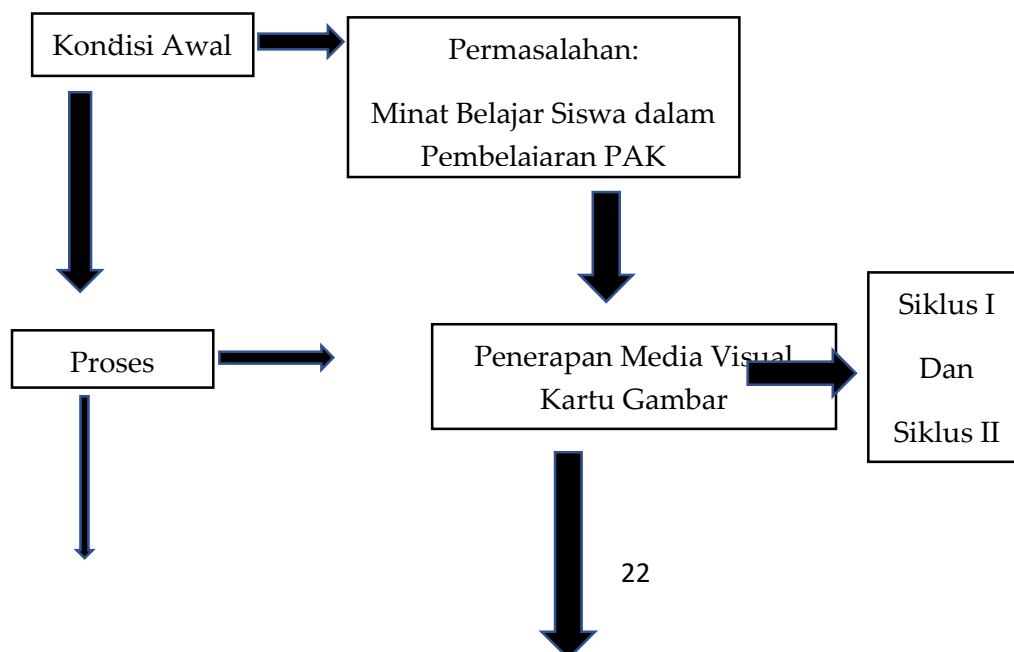 Kondisi Awal
Permasalahan:
Minat Belajar Siswa dalam
Pembelaiaran PAK
Proses
Penerapan Media Visual
Kartu Gambar
Siklus I
Dan
Siklus II
22